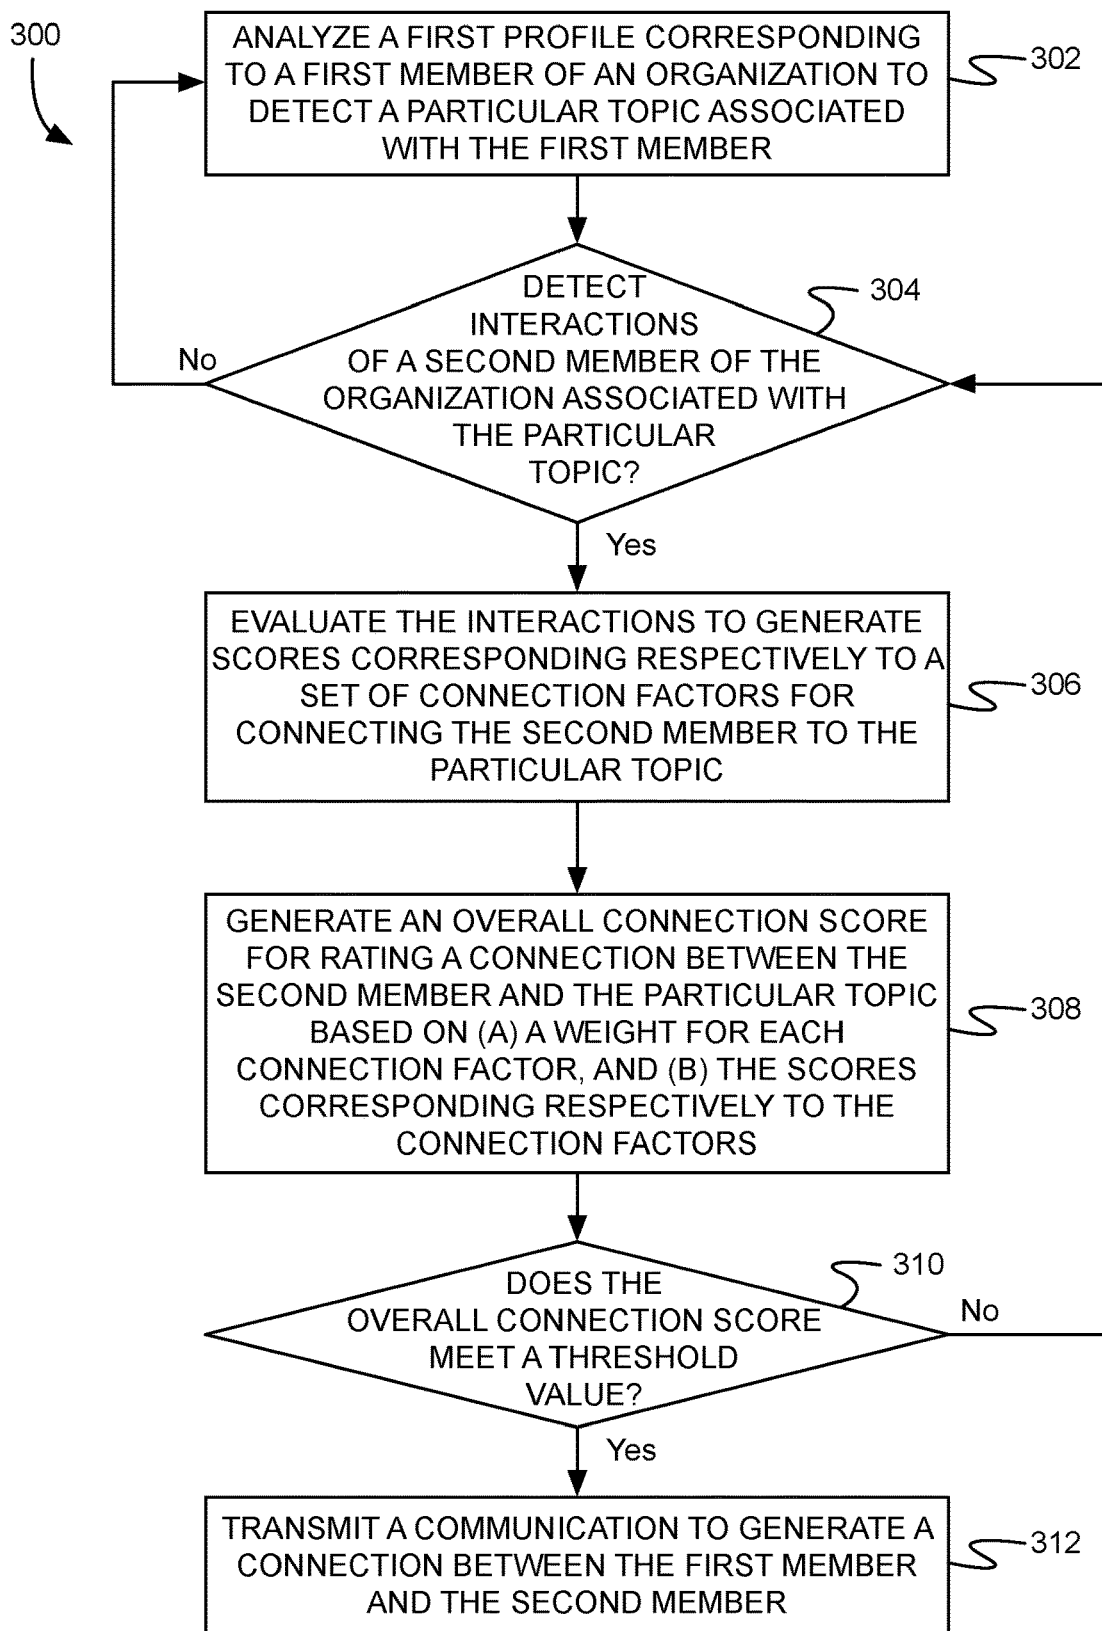 300
ANALYZE A FIRST PROFILE CORRESPONDING
TO A FIRST MEMBER OF AN ORGANIZATION TO
DETECT A PARTICULAR TOPIC ASSOCIATED
WITH THE FIRST MEMBER
302
DETECT
INTERACTIONS
OF A SECOND MEMBER OF THE
ORGANIZATION ASSOCIATED WITH
THE PARTICULAR
TOPIC?
304
No
Yes
EVALUATE THE INTERACTIONS TO GENERATE
SCORES CORRESPONDING RESPECTIVELY TO A
SET OF CONNECTION FACTORS FOR
CONNECTING THE SECOND MEMBER TO THE
PARTICULAR TOPIC
306
GENERATE AN OVERALL CONNECTION SCORE
FOR RATING A CONNECTION BETWEEN THE
SECOND MEMBER AND THE PARTICULAR TOPIC
BASED ON (A) A WEIGHT FOR EACH
CONNECTION FACTOR, AND (B) THE SCORES
CORRESPONDING RESPECTIVELY TO THE
CONNECTION FACTORS
308
DOES THE
OVERALL CONNECTION SCORE
MEET A THRESHOLD
VALUE?
310
No
Yes
TRANSMIT A COMMUNICATION TO GENERATE A
CONNECTION BETWEEN THE FIRST MEMBER
AND THE SECOND MEMBER
312